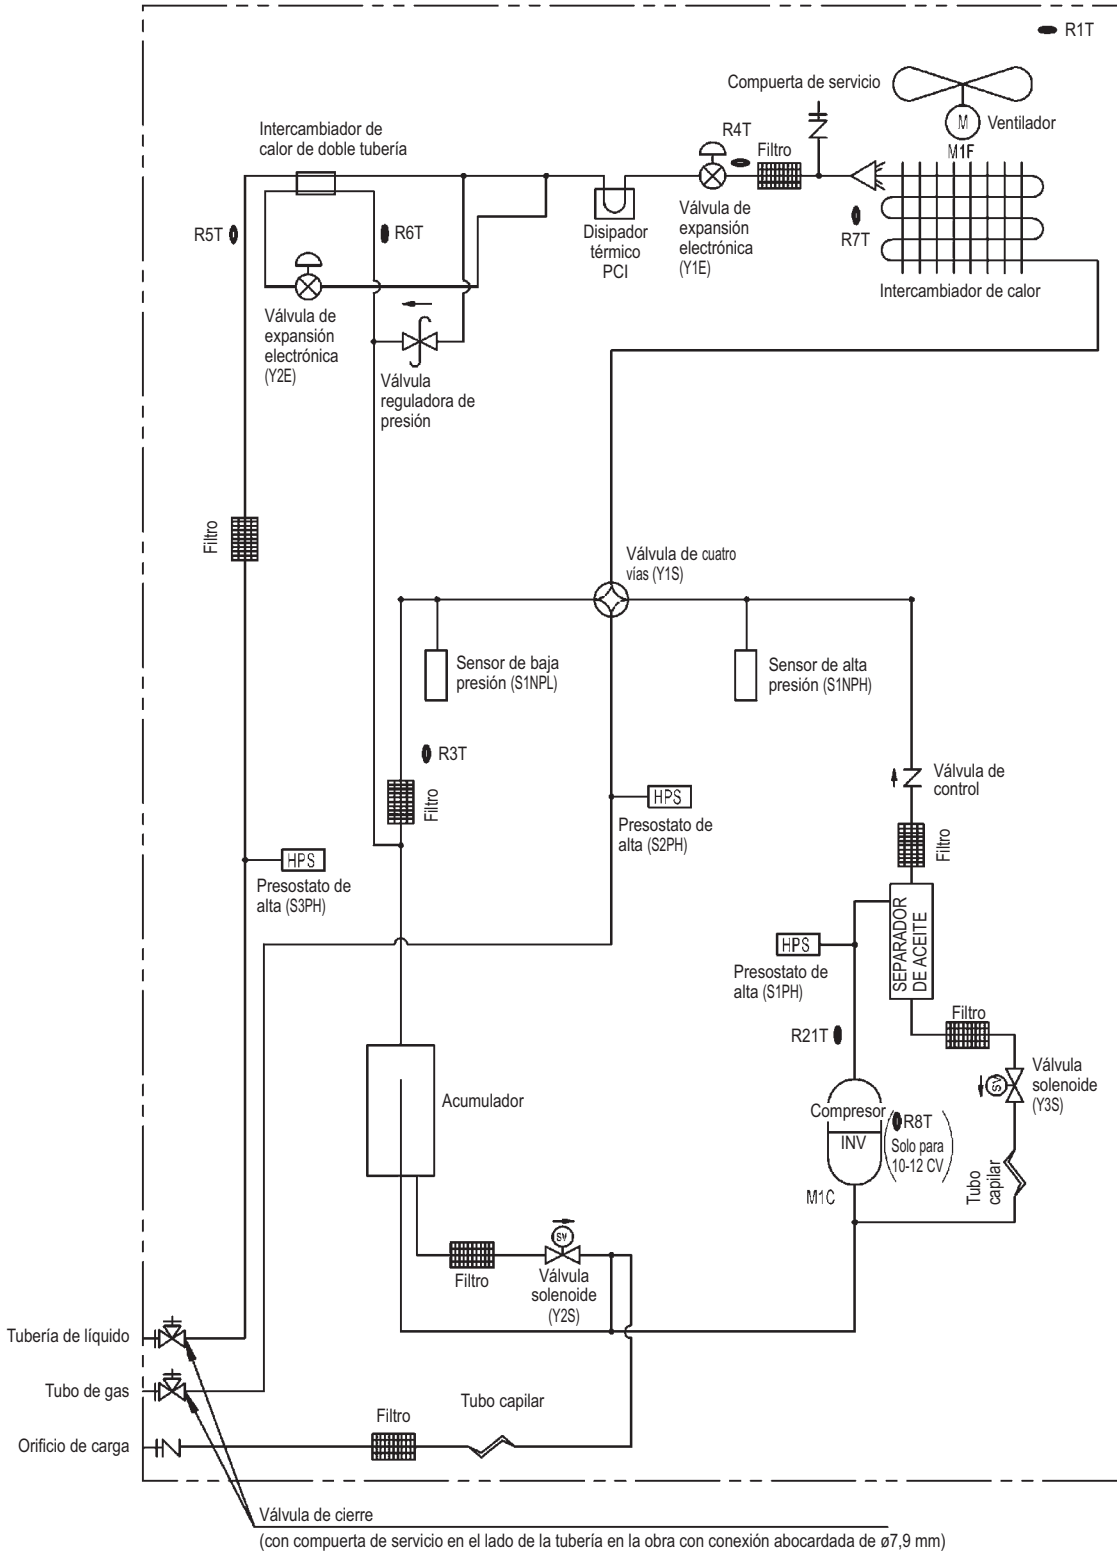 R1T
Compuerta de servicio
Ventilador
M
M1F
Intercambiador de
calor de doble tubería
R4T
Filtro
R5T
R6T
R7T
Disipador
térmico
PCI
Válvula de
expansión
electrónica
(Y1E)
Intercambiador de calor
Válvula de
expansión
electrónica
(Y2E)
Válvula
reguladora de
presión
Filtro
Válvula de cuatro
vías (Y1S)
Sensor de baja
presión (S1NPL)
Sensor de alta
presión (S1NPH)
R3T
Filtro
Válvula de
control
HPS
Presostato de
alta (S2PH)
Filtro
HPS
Presostato de
alta (S3PH)
SEPARADOR
DE ACEITE
HPS
Presostato de
alta (S1PH)
Filtro
R21T
Válvula
solenoide
(Y3S)
SV
Acumulador
Compresor
INV
R8T
Solo para
10-12 CV
M1C
Tubo
capilar
SV
Filtro
Válvula
solenoide
(Y2S)
Tubería de líquido
Tubo de gas
Tubo capilar
Filtro
Orificio de carga
Válvula de cierre
(con compuerta de servicio en el lado de la tubería en la obra con conexión abocardada de ø7,9 mm)